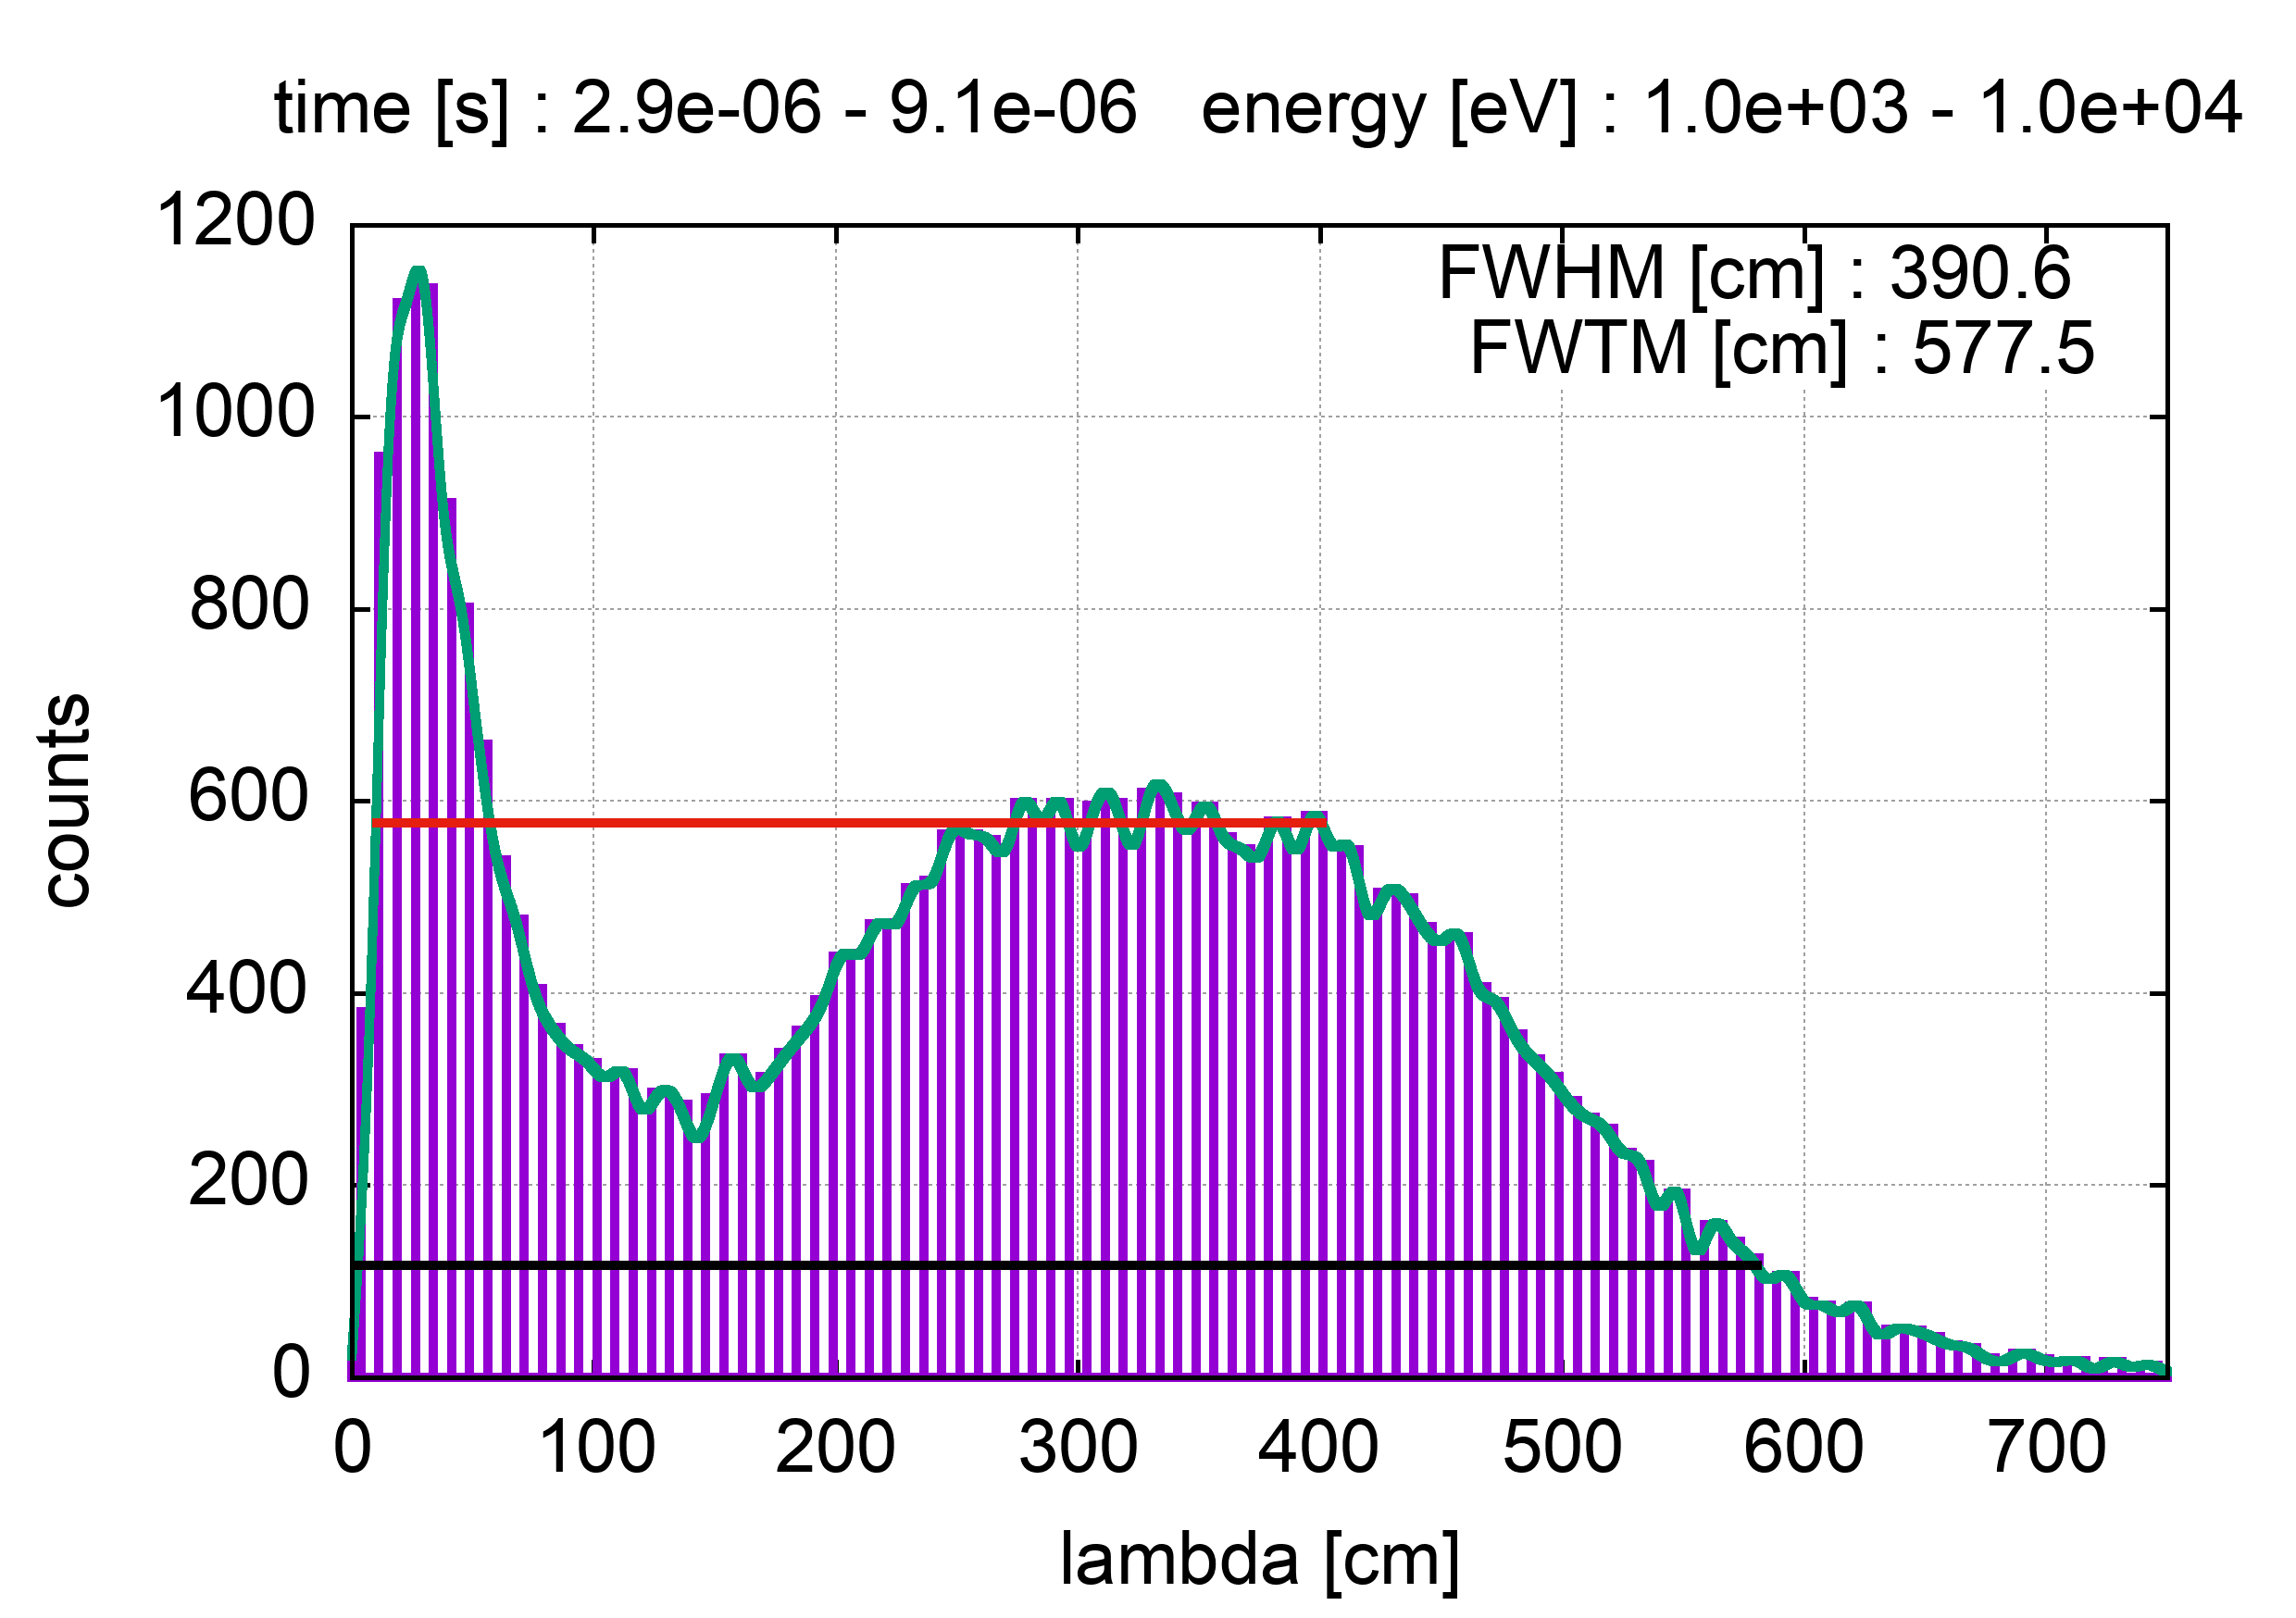 time [s] : 2.9e-06 - 9.1e-06   energy [eV] : 1.0e+03 - 1.0e+04
FWHM [cm] : 390.6
FWTM [cm] : 577.5
1200
1000
800
600
400
200
0
counts
0 100 200 300 400 500 600 700
lambda [cm]